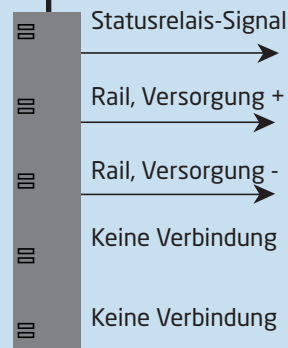 Statusrelais-Signal
Rail, Versorgung +
Rail, Versorgung -
Keine Verbindung
Keine Verbindung